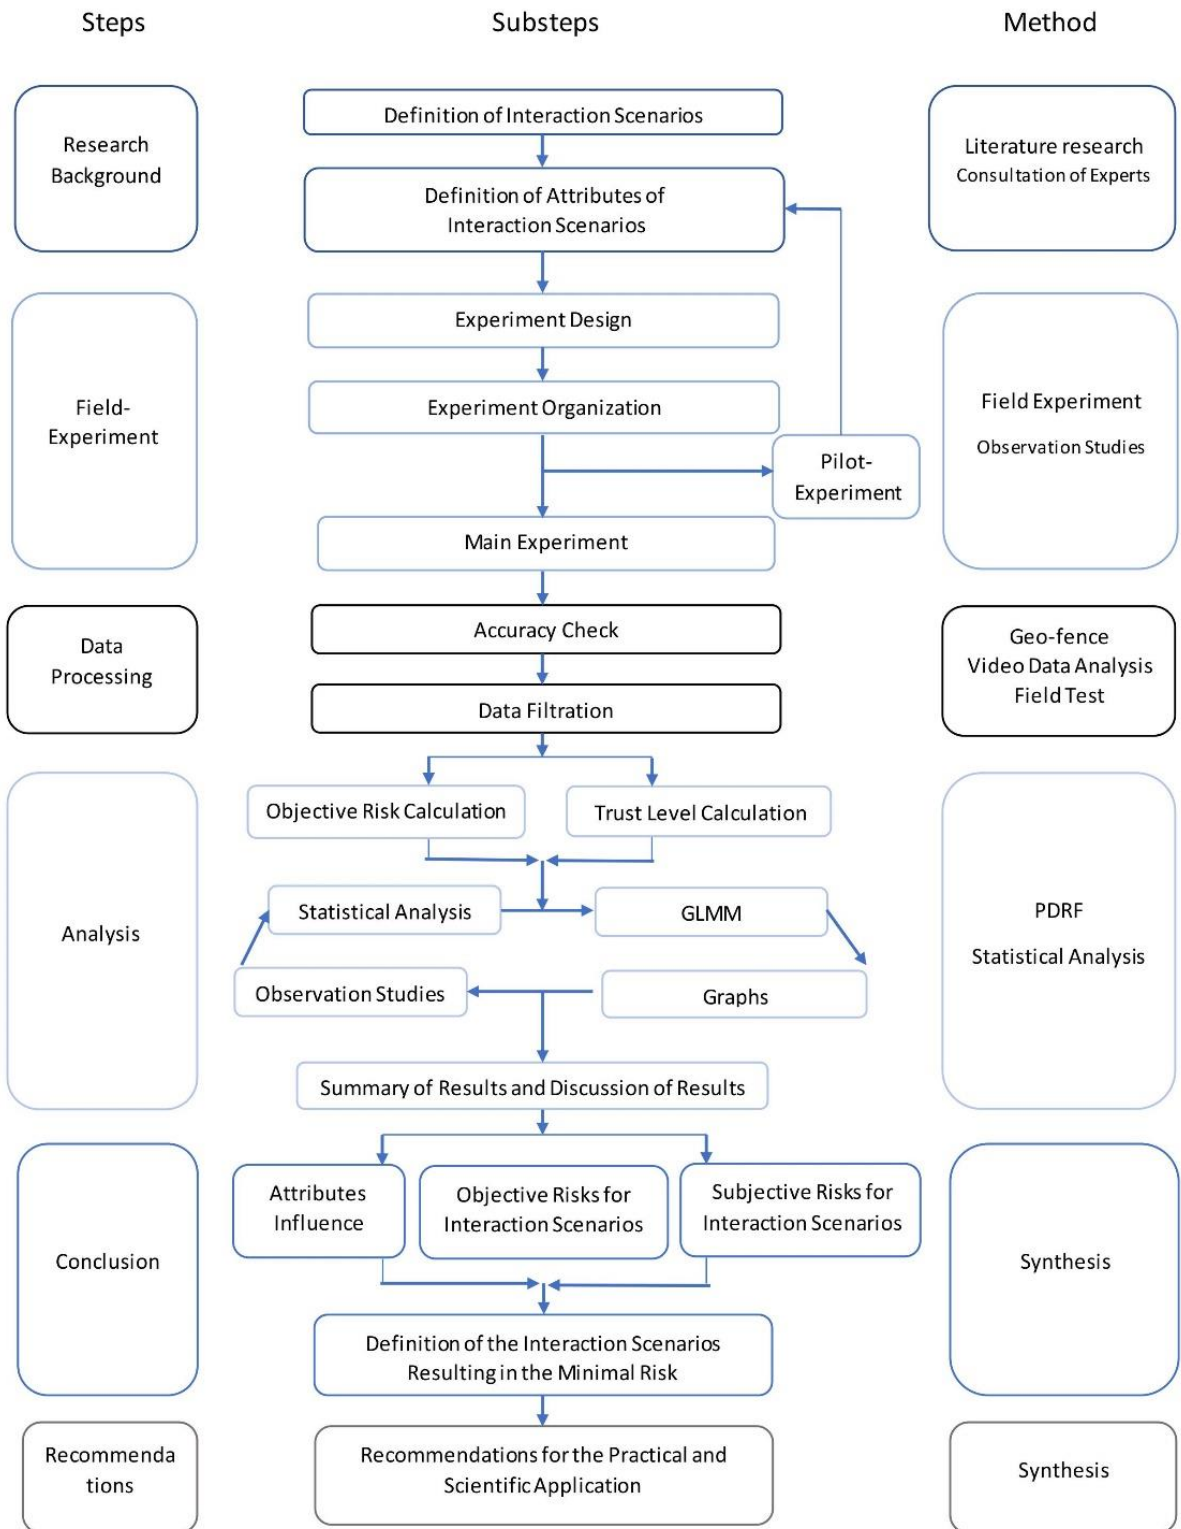 Steps
Substeps
Method
Research
Background
Definition of Interaction Scenarios
Definition of Attributes of
Interaction Scenarios
Literature research
Consultation of Experts
Field-
Experiment
Experiment Design
Experiment Organization
Pilot-
Experiment
Main Experiment
Field Experiment
Observation Studies
Data
Processing
Accuracy Check
Data Filtration
Geo-fence
Video Data Analysis
Field Test
Analysis
Objective Risk Calculation
Trust Level Calculation
Statistical Analysis
GLMM
Observation Studies
Graphs
Summary of Results and Discussion of Results
PDRF
Statistical Analysis
Conclusion
Attributes
Influence
Objective Risks for
Interaction Scenarios
Subjective Risks for
Interaction Scenarios
Definition of the Interaction Scenarios
Resulting in the Minimal Risk
Synthesis
Recommenda
tions
Recommendations for the Practical and
Scientific Application
Synthesis